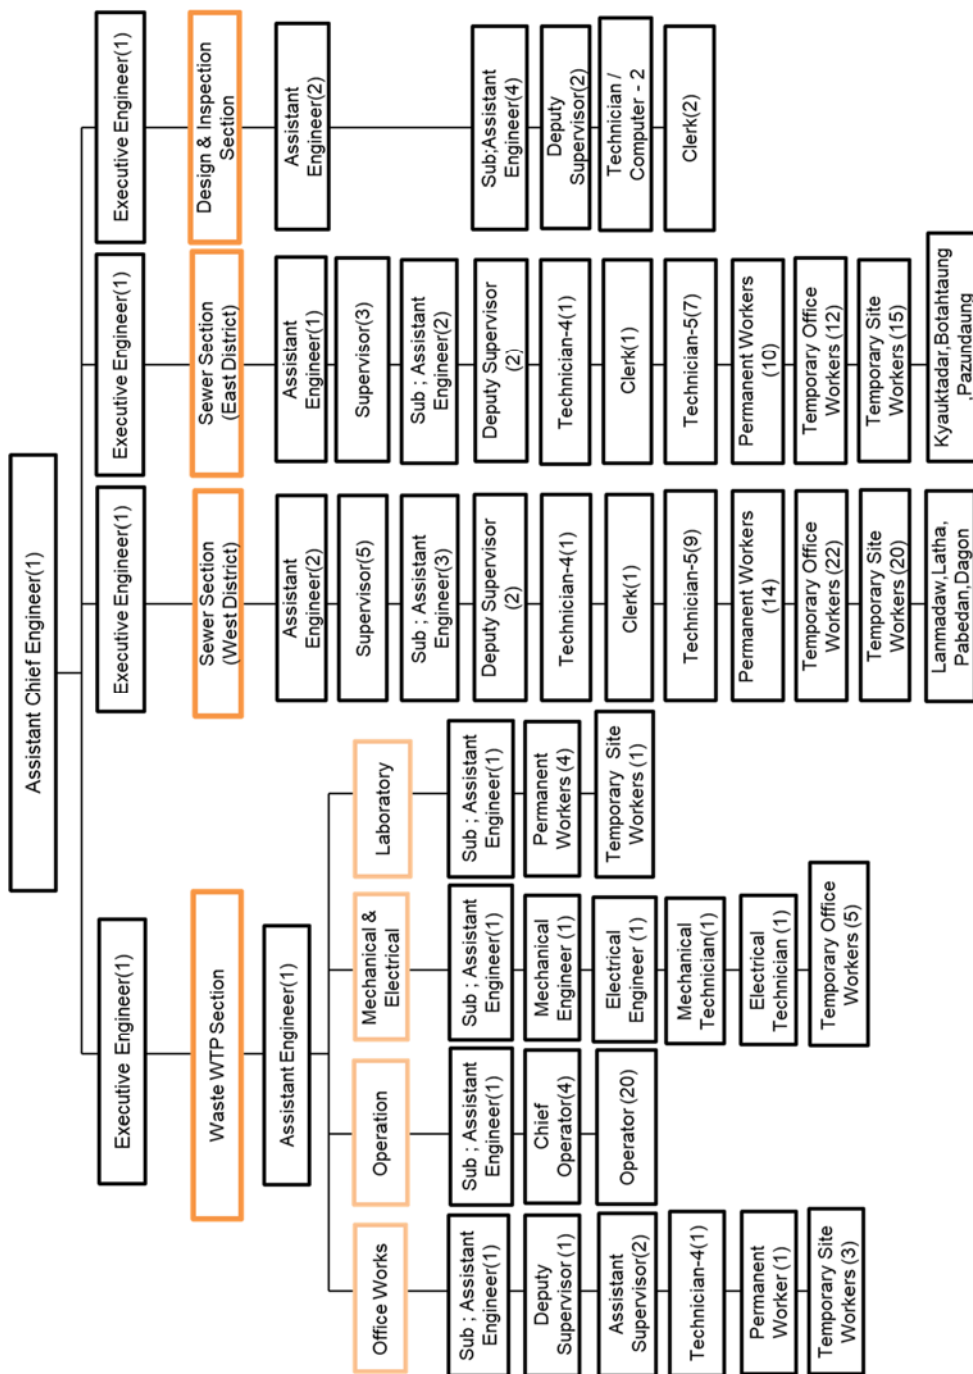 Assistant Chief Engineer(1)
Executive Engineer(1)
Waste WTP Section
Assistant Engineer(1)
Office Works
Sub ; Assistant
Engineer(1)
Deputy
Supervisor (1)
Assistant
Supervisor(2)
Technician-4(1)
Permanent
Worker (1)
Temporary Site
Workers (3)
Operation
Sub ; Assistant
Engineer(1)
Chief
Operator(4)
Operator (20)
Mechanical &
Electrical
Sub ; Assistant
Engineer(1)
Mechanical
Engineer (1)
Electrical
Engineer (1)
Mechanical
Technician(1)
Electrical
Technician (1)
Temporary Office
Workers (5)
Laboratory
Sub ; Assistant
Engineer(1)
Permanent
Workers (4)
Temporary Site
Workers (1)
Executive Engineer(1)
Sewer Section
(West District)
Assistant
Engineer(2)
Supervisor(5)
Sub ; Assistant
Engineer(3)
Deputy Supervisor
(2)
Technician-4(1)
Clerk(1)
Technician-5(9)
Permanent Workers
(14)
Temporary Office
Workers (22)
Temporary Site
Workers (20)
Lanmadaw,Latha,
Pabedan,Dagon
Executive Engineer(1)
Sewer Section
(East District)
Assistant
Engineer(1)
Supervisor(3)
Sub ; Assistant
Engineer(2)
Deputy Supervisor
(2)
Technician-4(1)
Clerk(1)
Technician-5(7)
Permanent Workers
(10)
Temporary Office
Workers (12)
Temporary Site
Workers (15)
Kyauktadar,Botahtaung
,Pazundaung
Executive Engineer(1)
Design & Inspection
Section
Assistant
Engineer(2)
Sub;Assistant
Engineer(4)
Deputy
Supervisor(2)
Technician /
Computer - 2
Clerk(2)